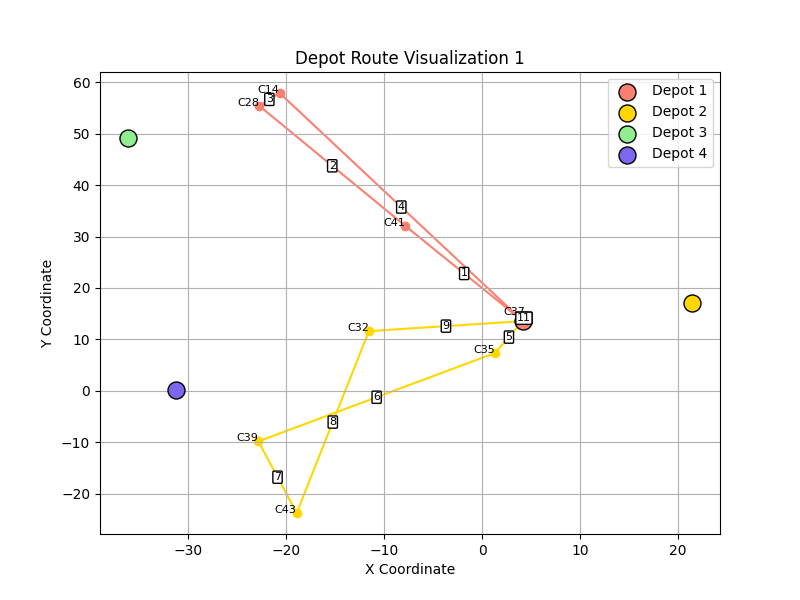 Depot Route Visualization 1
Depot 1
Depot 2
Depot 3
Depot 4
60
50
40
30
20
10
0
−10
−20
Y Coordinate
−30
−20
−10
0
10
20
X Coordinate
C14
C28
3
2
4
C41
1
C37
11
C32
9
5
C35
6
8
C39
7
C43